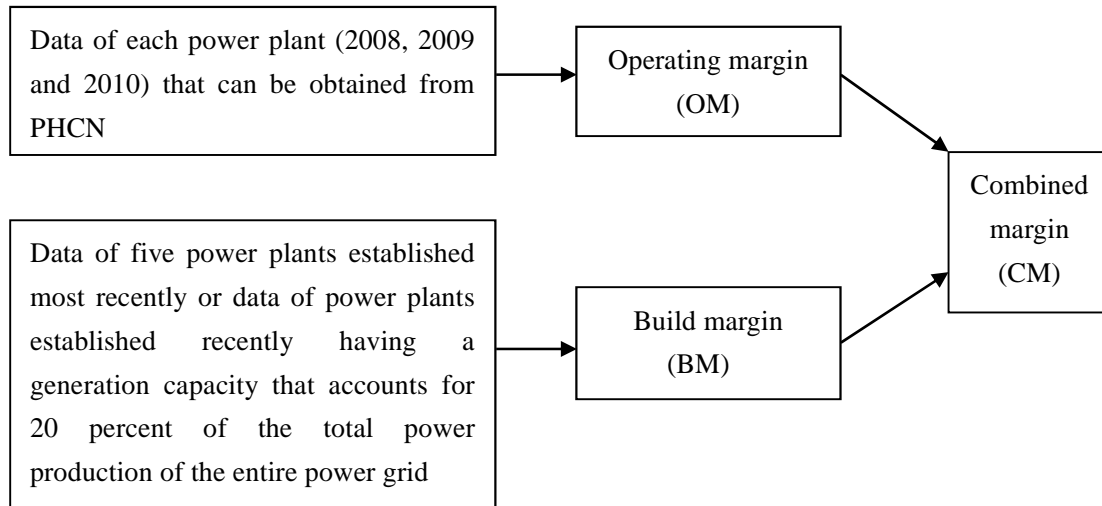 Data of each power plant (2008, 2009
and 2010) that can be obtained from
PHCN
Operating margin
(OM)
Combined
margin
(CM)
Data of five power plants established
most recently or data of power plants
established recently having a
generation capacity that accounts for
20 percent of the total power
production of the entire power grid
Build margin
(BM)